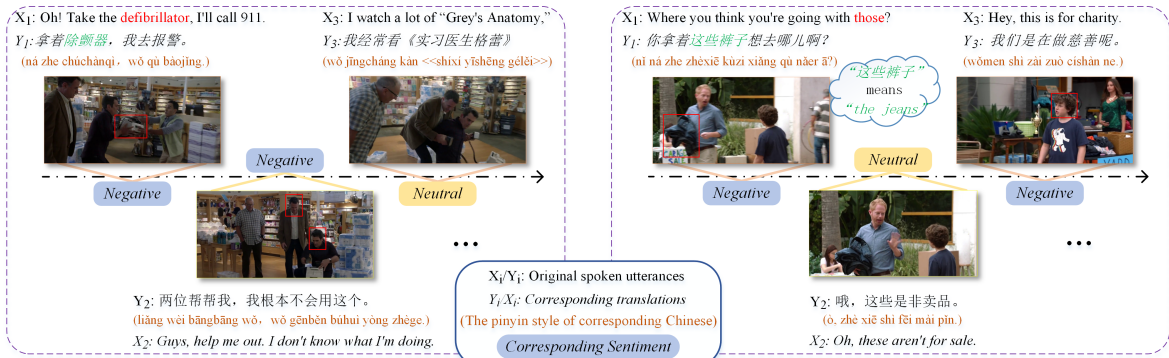 X1: Oh! Take the defibrillator, I'll call 911.
Y1:拿着除颤器，我去报警。
(ná zhe chúchànqì，wǒ qù bàojǐng.)
X3: I watch a lot of “Grey's Anatomy,”
Y3:我经常看《实习医生格蕾》
(wǒ jīngcháng kàn <<shíxí yīshēng gélěi>>)
Negative
Negative
Neutral
...
Y2: 两位帮帮我，我根本不会用这个。
(liǎng wèi bāngbāng wǒ，wǒ gēnběn bùhuì yòng zhège.)
X2: Guys, help me out. I don't know what I'm doing.
X1: Where you think you're going with those?
Y1: 你拿着这些裤子想去哪儿啊?
(nǐ ná zhe zhèxiē kùzi xiǎng qù nǎer ā?)
X3: Hey, this is for charity.
Y3: 我们是在做慈善呢。
(wǒmen shì zài zuò císhàn ne.)
“这些裤子”
means
“the jeans”
SALE
YARD
Neutral
Negative
Negative
...
Y2: 哦，这些是非卖品。
(ò, zhè xiē shì fēi mài pǐn.)
X2: Oh, these aren't for sale.
Xi/Yi: Original spoken utterances
Yi/Xi: Corresponding translations
(The pinyin style of corresponding Chinese)
Corresponding Sentiment